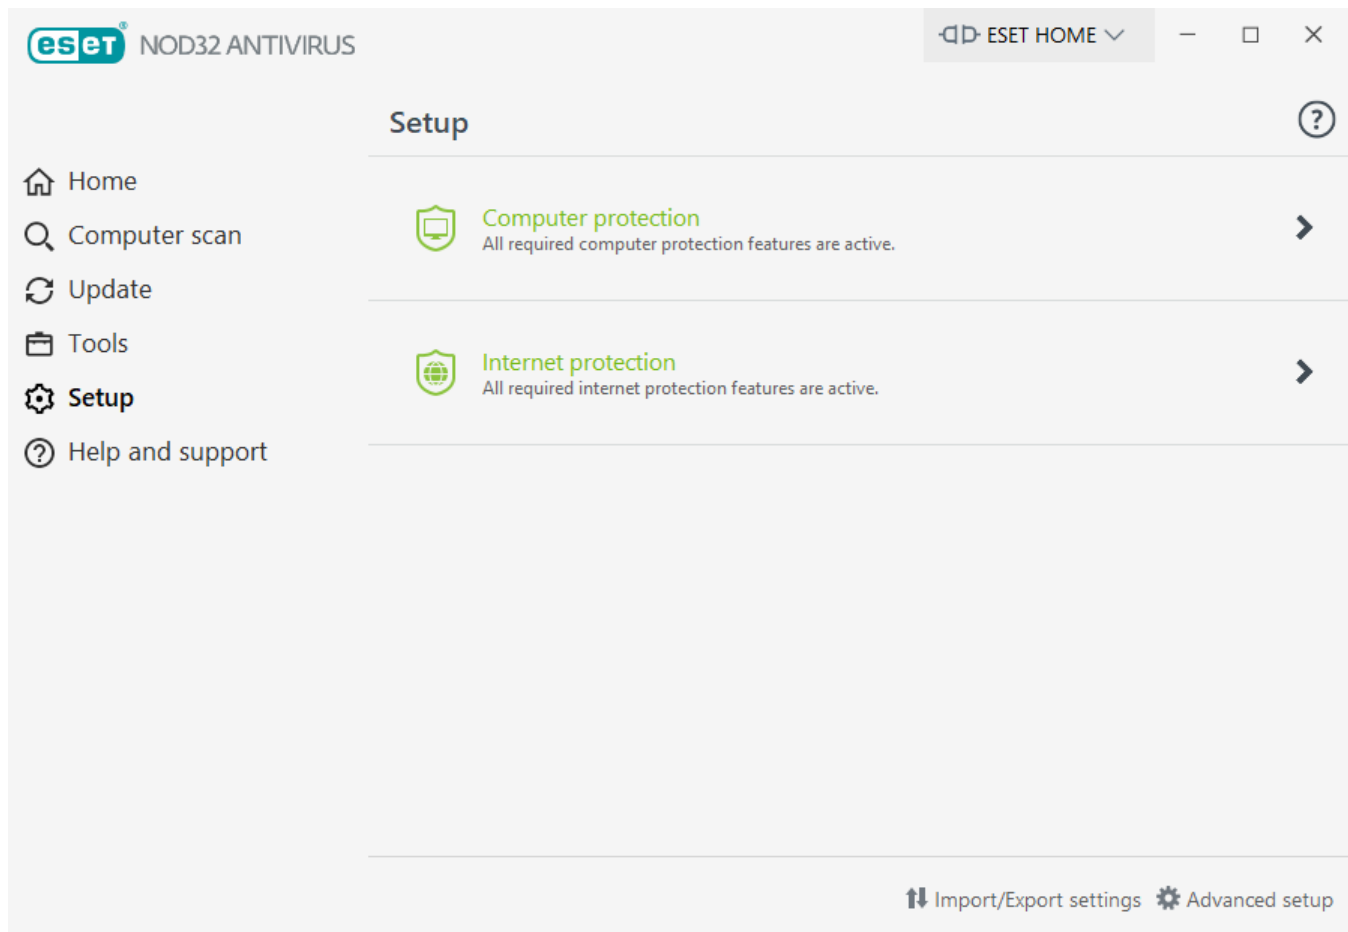 eseT® NOD32 ANTIVIRUS
ESET HOME
Setup
?
Home
Computer scan
Update
Tools
Setup
Help and support
Computer protection
All required computer protection features are active.
Internet protection
All required internet protection features are active.
Import/Export settings
Advanced setup